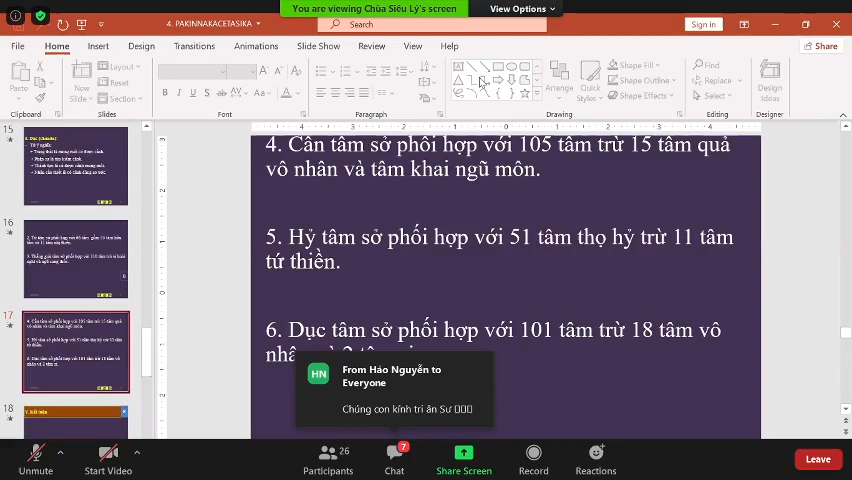 You are viewing Chùa Siêu Lý's screen
View Options
4. PAKINNAKACETASIKA
Search
Sign in
File
Home
Insert
Design
Transitions
Animations
Slide Show
Review
View
Help
Share
Paste
New Slide
Layout
Reset
Section
Shape Fill
Shape Outline
Shape Effects
Arrange
Quick Styles
Find
Replace
Select
Design Ideas
Clipboard
Slides
Font
Paragraph
Drawing
Editing
Designer
15
16
17
18
4. Cần tâm sở phối hợp với 105 tâm trừ 15 tâm quả
vô nhân và tâm khai ngũ môn.
5. Hỷ tâm sở phối hợp với 51 tâm thọ hỷ trừ 11 tâm
tứ thiền.
6. Dục tâm sở phối hợp với 101 tâm trừ 18 tâm vô
From Hảo Nguyễn to
Everyone
HN
Chúng con kính tri ân Sư
Unmute
Start Video
Participants
26
Chat
7
Share Screen
Record
Reactions
Leave